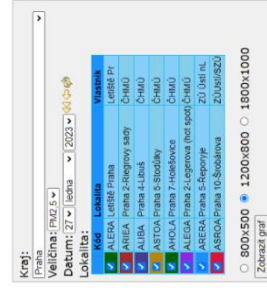 Kraj:
Praha
Veličina: PM2,5
Datum: 27 ledna 2023
Lokalita:
Kód Lokalita Vlastník
ALERA Letiště Praha Letiště Pr
ARIEA Praha 2-Riegrovy sady ČHMÚ
ALIBA Praha 4-Libuš ČHMÚ
ASTOA Praha 5-Stodůlky ČHMÚ
AHOLA Praha 7-Holešovice ČHMÚ
ALEGA Praha 2-Legerova (hot spot) ČHMÚ
ARERA Praha 5-Řeporyje ZÚ Ústí nL
ASROA Praha 10-Šrobárova ZÚÚstí/SZÚ
800x500 1200x800 1800x1000
Zobrazit graf